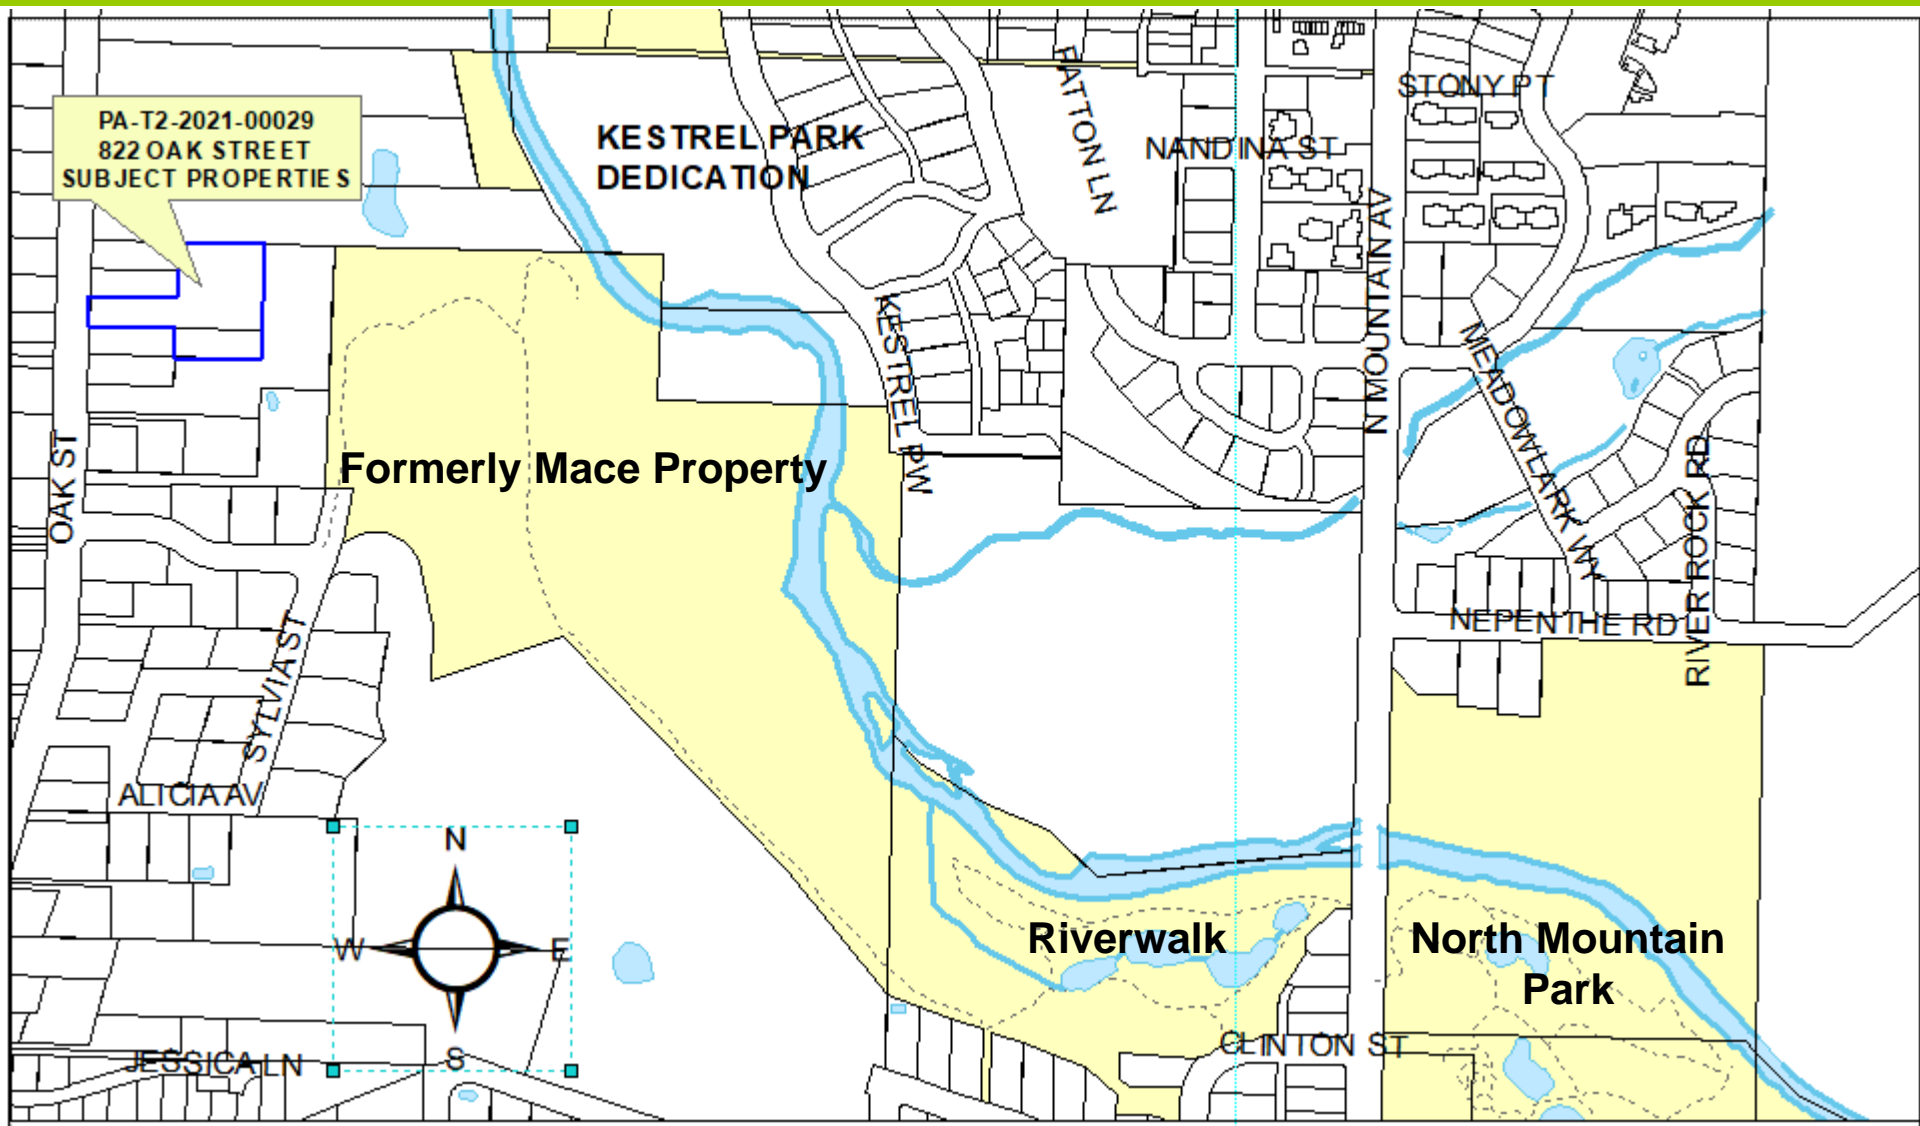 PA-T2-2021-00029
822 OAK STREET
SUBJECT PROPERTIES
KESTREL PARK
DEDICATION
PATTON LN
STONY PT
NANDINA ST
N MOUNTAIN AV
KESTREL PW
MEADOWLARK WY
RIVER ROCK RD
OAK ST
Formerly Mace Property
NEPENTHE RD
SYLVIA ST
ALICIA AV
N
W
E
S
Riverwalk
North Mountain
Park
CLINTON ST
JESSICA LN